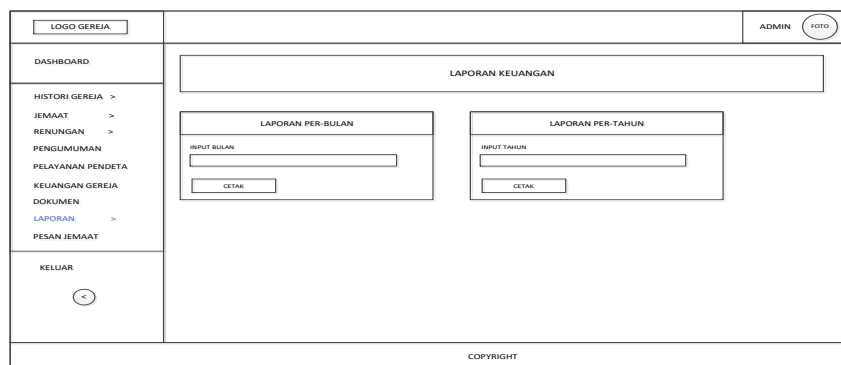 LOGO GEREJA
ADMIN
FOTO
DASHBOARD
HISTORI GEREJA >
JEMAAT >
RENUNGAN >
PENGUMUMAN
PELAYANAN PENDETA
KEUANGAN GEREJA
DOKUMEN
LAPORAN >
PESAN JEMAAT
KELUAR
<
LAPORAN KEUANGAN
LAPORAN PER-BULAN
INPUT BULAN
CETAK
LAPORAN PER-TAHUN
INPUT TAHUN
CETAK
COPYRIGHT